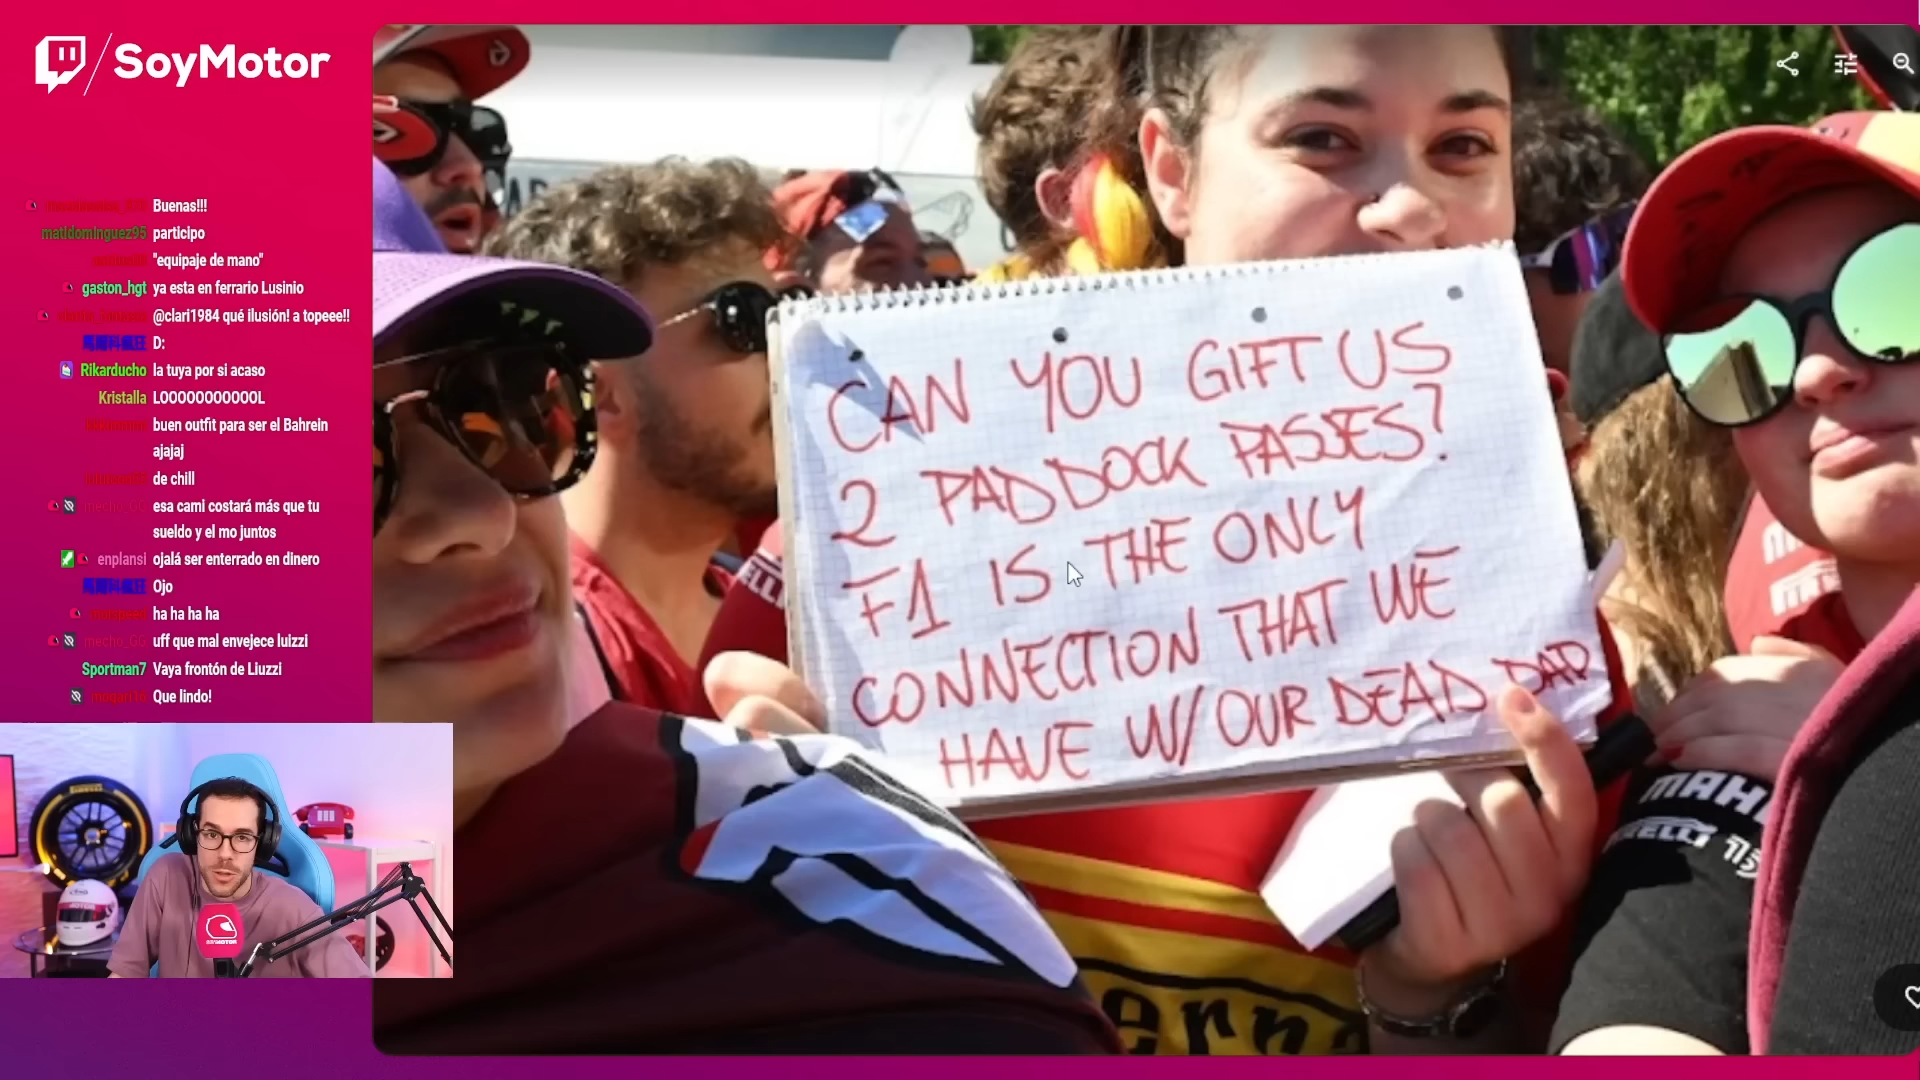 SoyMotor
Buenas!!!
matidominguez95 participo
"equipaje de mano"
gaston_hgt ya esta en ferrario Lusinio
@clari1984 qué ilusión! a topeee!!
D:
Rikarducho la tuya por si acaso
Kristalla LOOOOOOOOOOOL
buen outfit para ser el Bahrein
ajajaj
de chill
mecho_GG esa cami costará más que tu
sueldo y el mo juntos
enplansi ojalá ser enterrado en dinero
Ojo
ha ha ha ha
mecho_GG uff que mal envejece luizzi
Sportman7 Vaya frontón de Liuzzi
Que lindo!
CAN YOU GIFT US
2 PADDOCK PASSES?
F1 IS THE ONLY
CONNECTION THAT WE
HAVE W/ OUR DEAD DAD